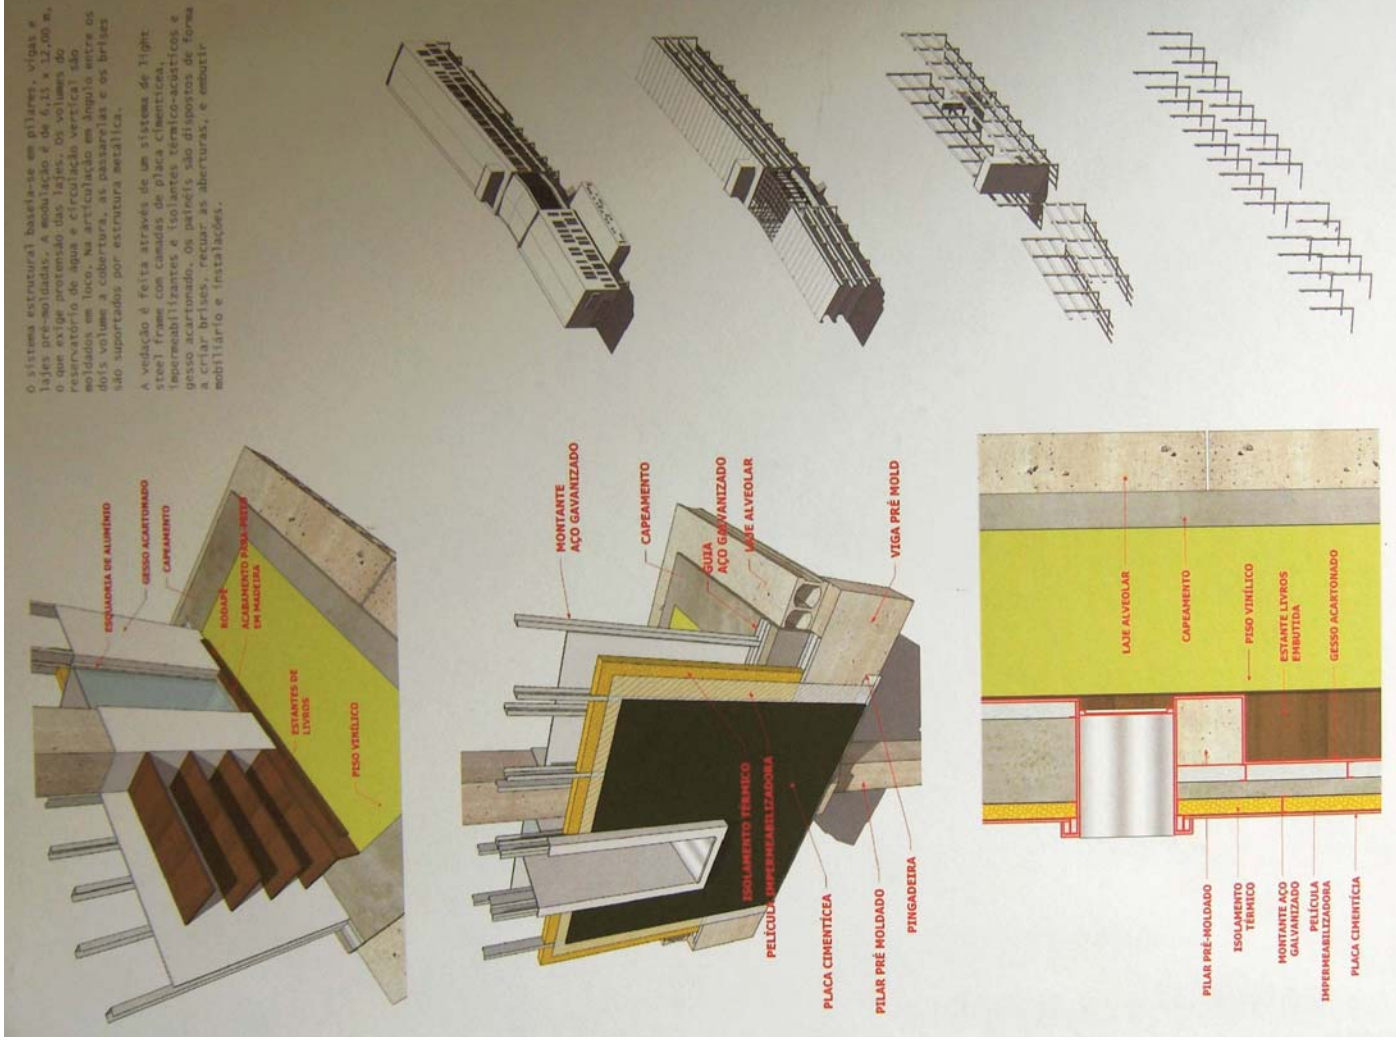 O sistema estrutural baseia-se em pilares, vigas e
lajes pré-moldadas. A modulação é de 6,15 x 12,00 m,
o que exige protensão das lajes. Os volumes do
reservatório de água e circulação vertical são
moldados em loco. Na articulação em ângulo entre os
dois volume a cobertura, as passarelas e os brises
são suportados por estrutura metálica.
A vedação é feita através de um sistema de light
steel frame com camadas de placa cimentícea,
impermeabilizantes e isolantes térmico-acústicos e
gesso acartonado. Os painéis são dispostos de forma
a criar brises, recuar as aberturas, e embutir
mobiliário e instalações.
ESQUADRIA DE ALUMÍNIO
GESSO ACARTONADO
CAPEAMENTO
RODAPÉ
ACABAMENTO PARA-PEITO
EM MADEIRA
ESTANTES DE
LIVROS
PISO VINÍLICO
MONTANTE
AÇO GALVANIZADO
CAPEAMENTO
GUIA
AÇO GALVANIZADO
LAJE ALVEOLAR
VIGA PRÉ MOLD
ISOLAMENTO TÉRMICO
PELÍCULA IMPERMEABILIZADORA
PLACA CIMENTÍCEA
PILAR PRÉ MOLDADO
PINGADEIRA
LAJE ALVEOLAR
CAPEAMENTO
PISO VINÍLICO
ESTANTE LIVROS
EMBUTIDA
GESSO ACARTONADO
PILAR PRÉ-MOLDADO
ISOLAMENTO
TÉRMICO
MONTANTE AÇO
GALVANIZADO
PELÍCULA
IMPERMEABILIZADORA
PLACA CIMENTÍCIA